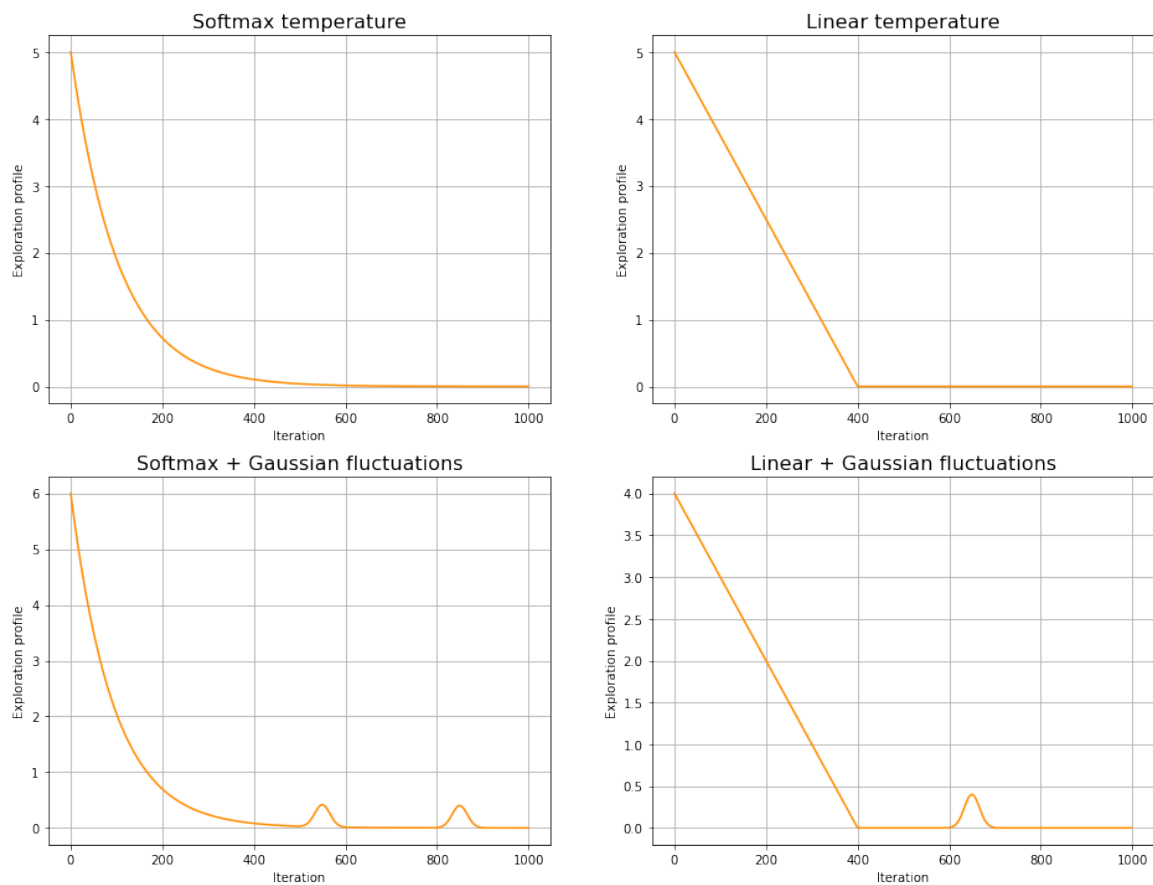 Softmax temperature
5
4
3
2
1
0
Exploration profile
0 200 400 600 800 1000
Iteration
Linear temperature
5
4
3
2
1
0
Exploration profile
0 200 400 600 800 1000
Iteration
Softmax + Gaussian fluctuations
6
5
4
3
2
1
0
Exploration profile
0 200 400 600 800 1000
Iteration
Linear + Gaussian fluctuations
4.0
3.5
3.0
2.5
2.0
1.5
1.0
0.5
0.0
Exploration profile
0 200 400 600 800 1000
Iteration